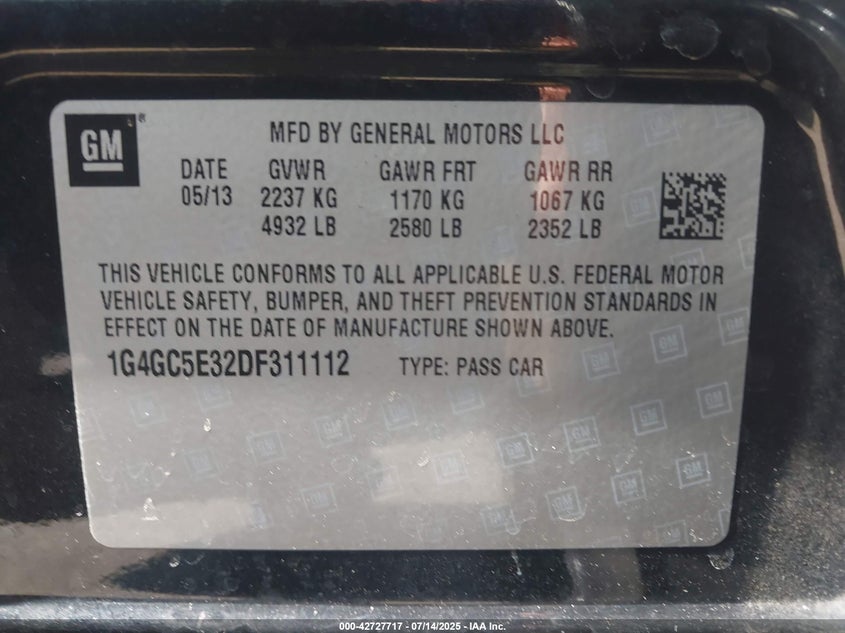 GM
MFD BY GENERAL MOTORS LLC
DATE GVWR GAWR FRT GAWR RR
05/13 2237 KG 1170 KG 1067 KG
4932 LB 2580 LB 2352 LB
THIS VEHICLE CONFORMS TO ALL APPLICABLE U.S. FEDERAL MOTOR
VEHICLE SAFETY, BUMPER, AND THEFT PREVENTION STANDARDS IN
EFFECT ON THE DATE OF MANUFACTURE SHOWN ABOVE.
1G4GC5E32DF311112 TYPE: PASS CAR
000-42727717 - 07/14/2025 - IAA Inc.